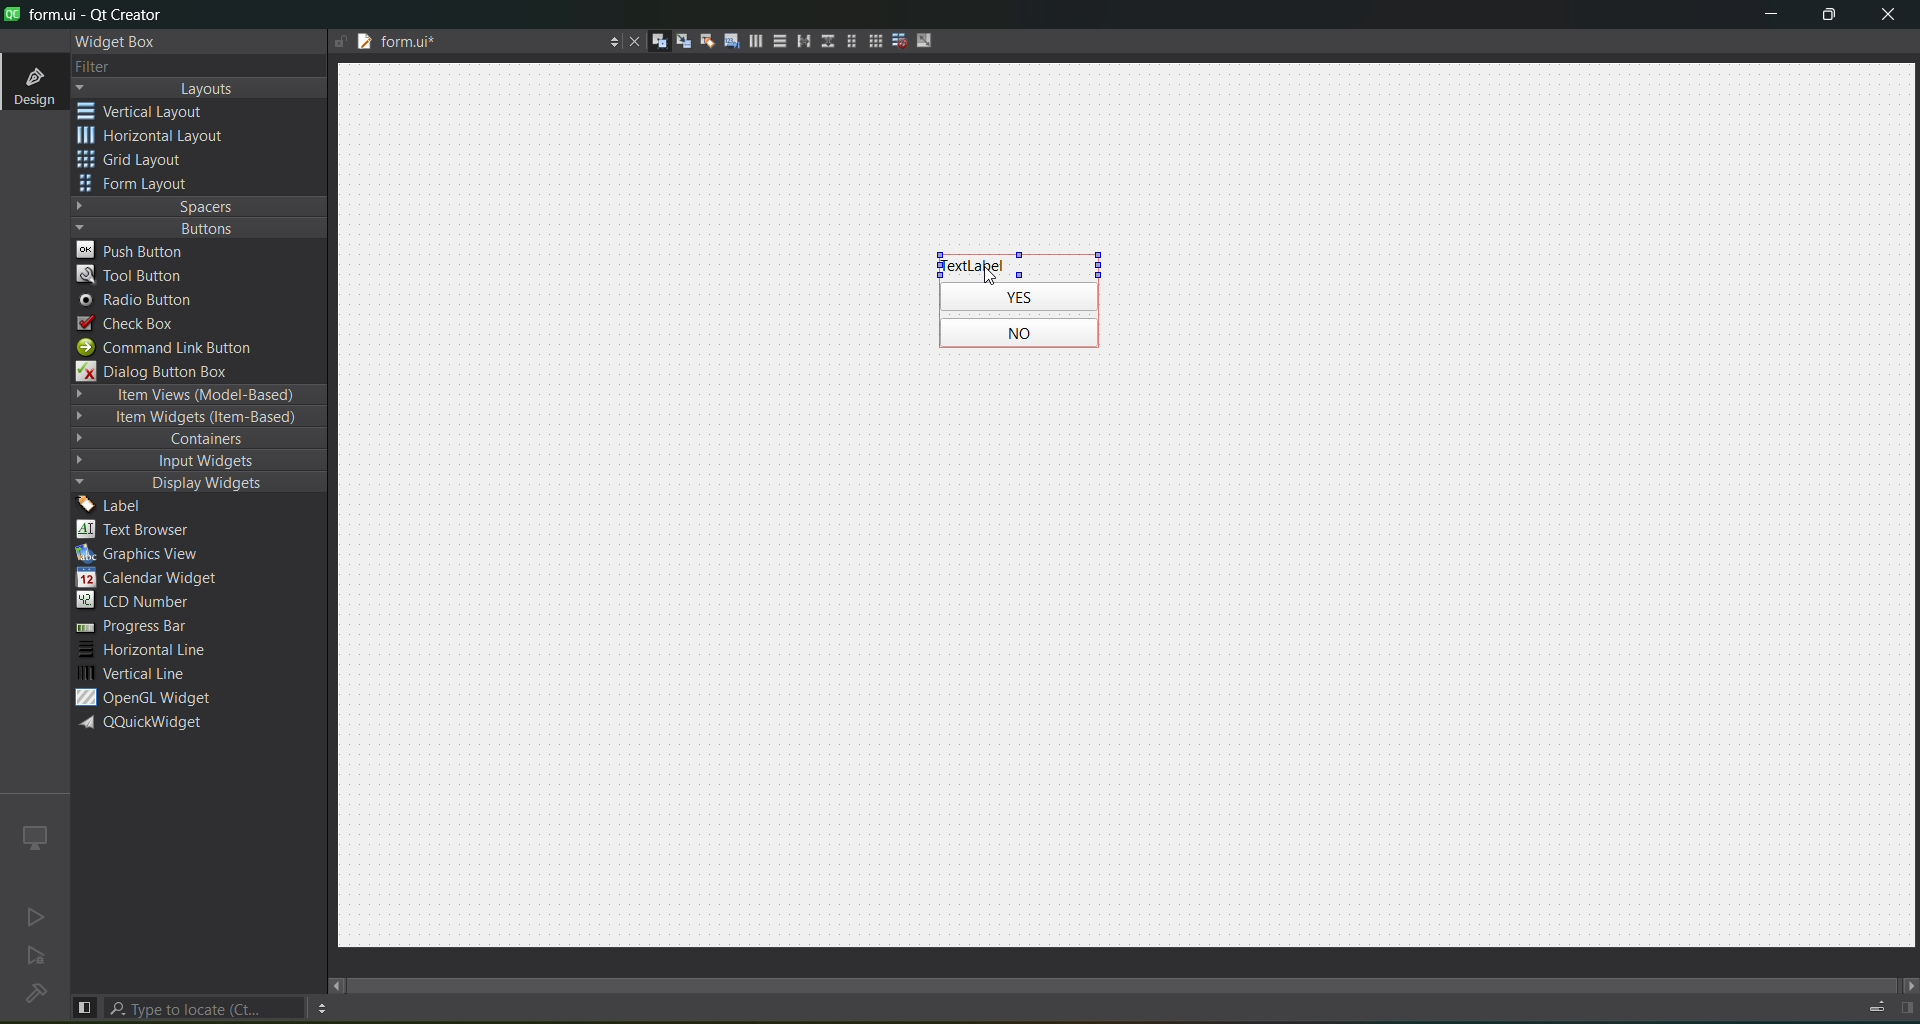 form.ui - Qt Creator
Widget Box
form.ui*
Filter
Design
Layouts
Vertical Layout
Horizontal Layout
Grid Layout
Form Layout
Spacers
Buttons
Push Button
Tool Button
Radio Button
Check Box
Command Link Button
Dialog Button Box
Item Views (Model-Based)
Item Widgets (Item-Based)
Containers
Input Widgets
Display Widgets
Label
Text Browser
Graphics View
Calendar Widget
LCD Number
Progress Bar
Horizontal Line
Vertical Line
OpenGL Widget
QQuickWidget
TextLabel
YES
NO
Type to locate (Ct...